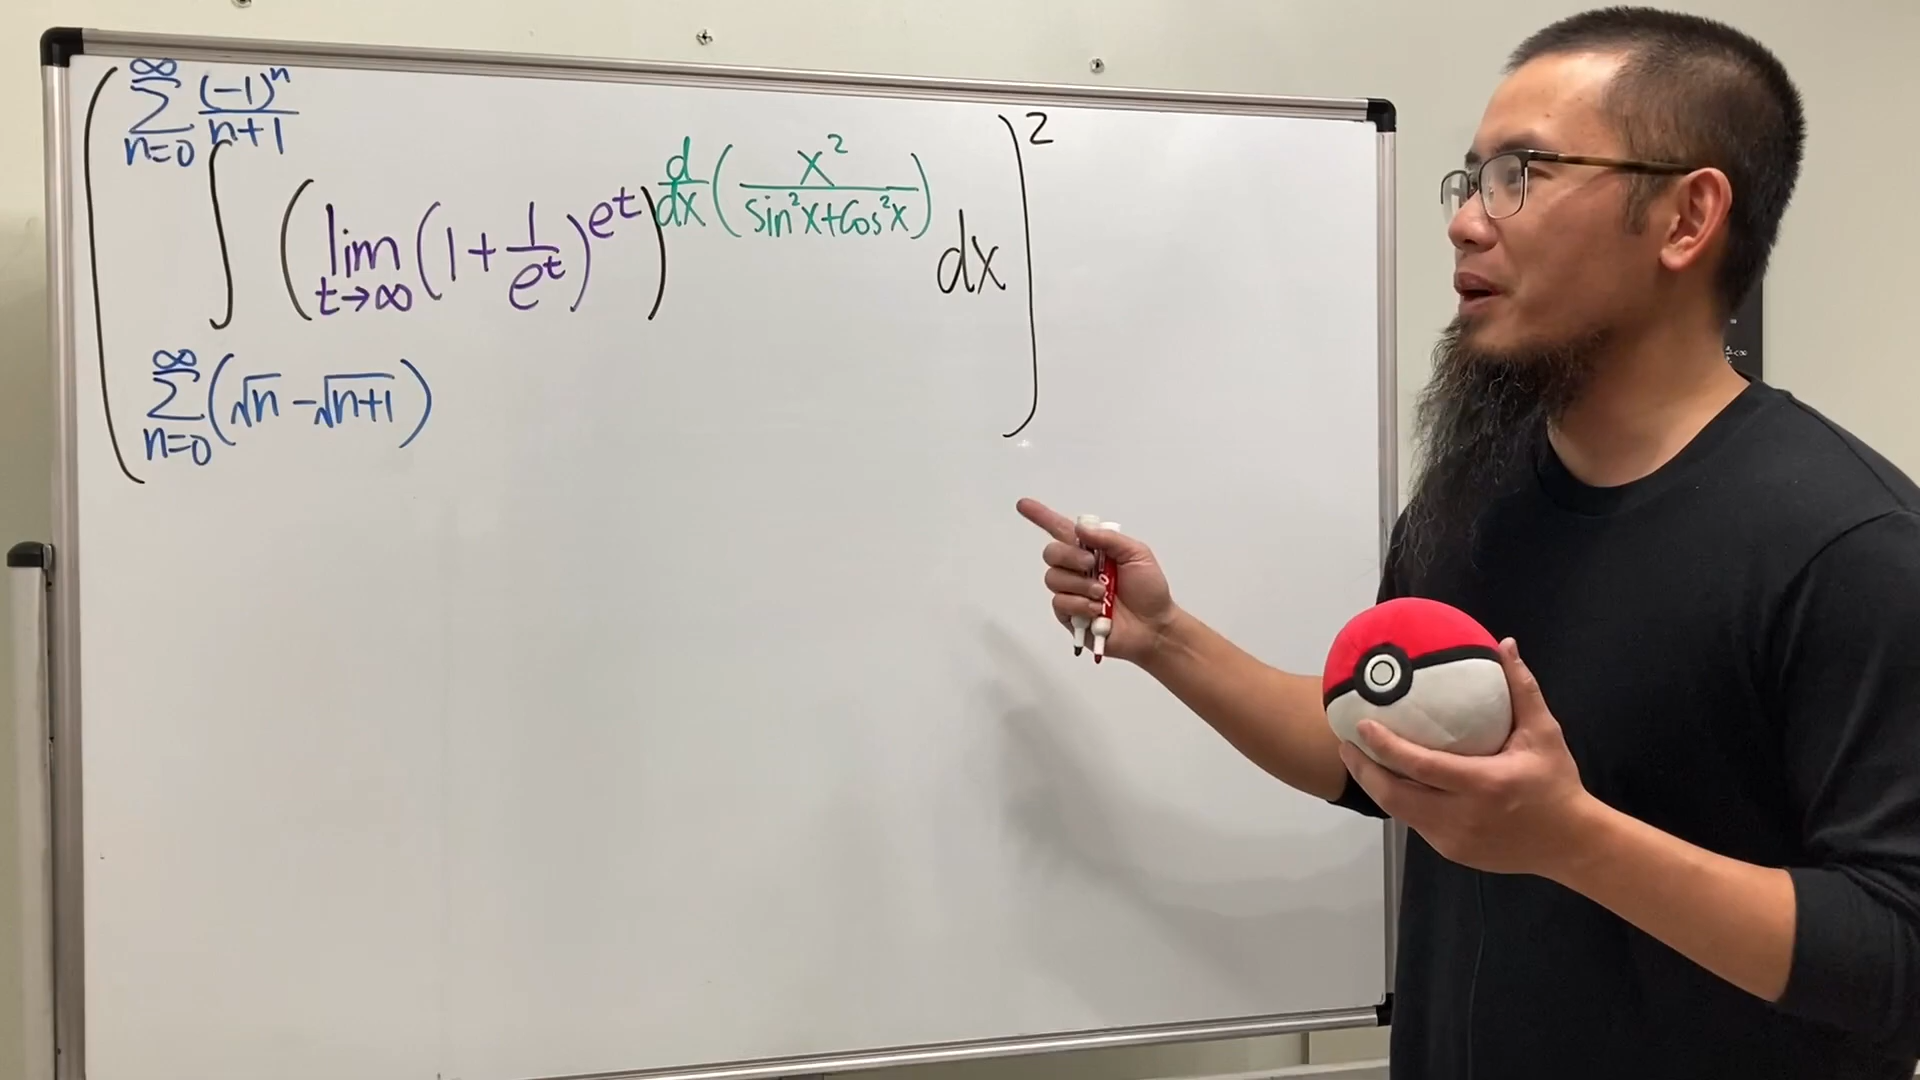 ( ∫_{∑_{n=0}^{∞} (√n - √(n+1))}^{∑_{n=0}^{∞} (-1)^n/(n+1)} ( lim_{t→∞} (1 + 1/e^t)^{e^t} )^{d/dx (x^2/(sin^2x+cos^2x))} dx )^2